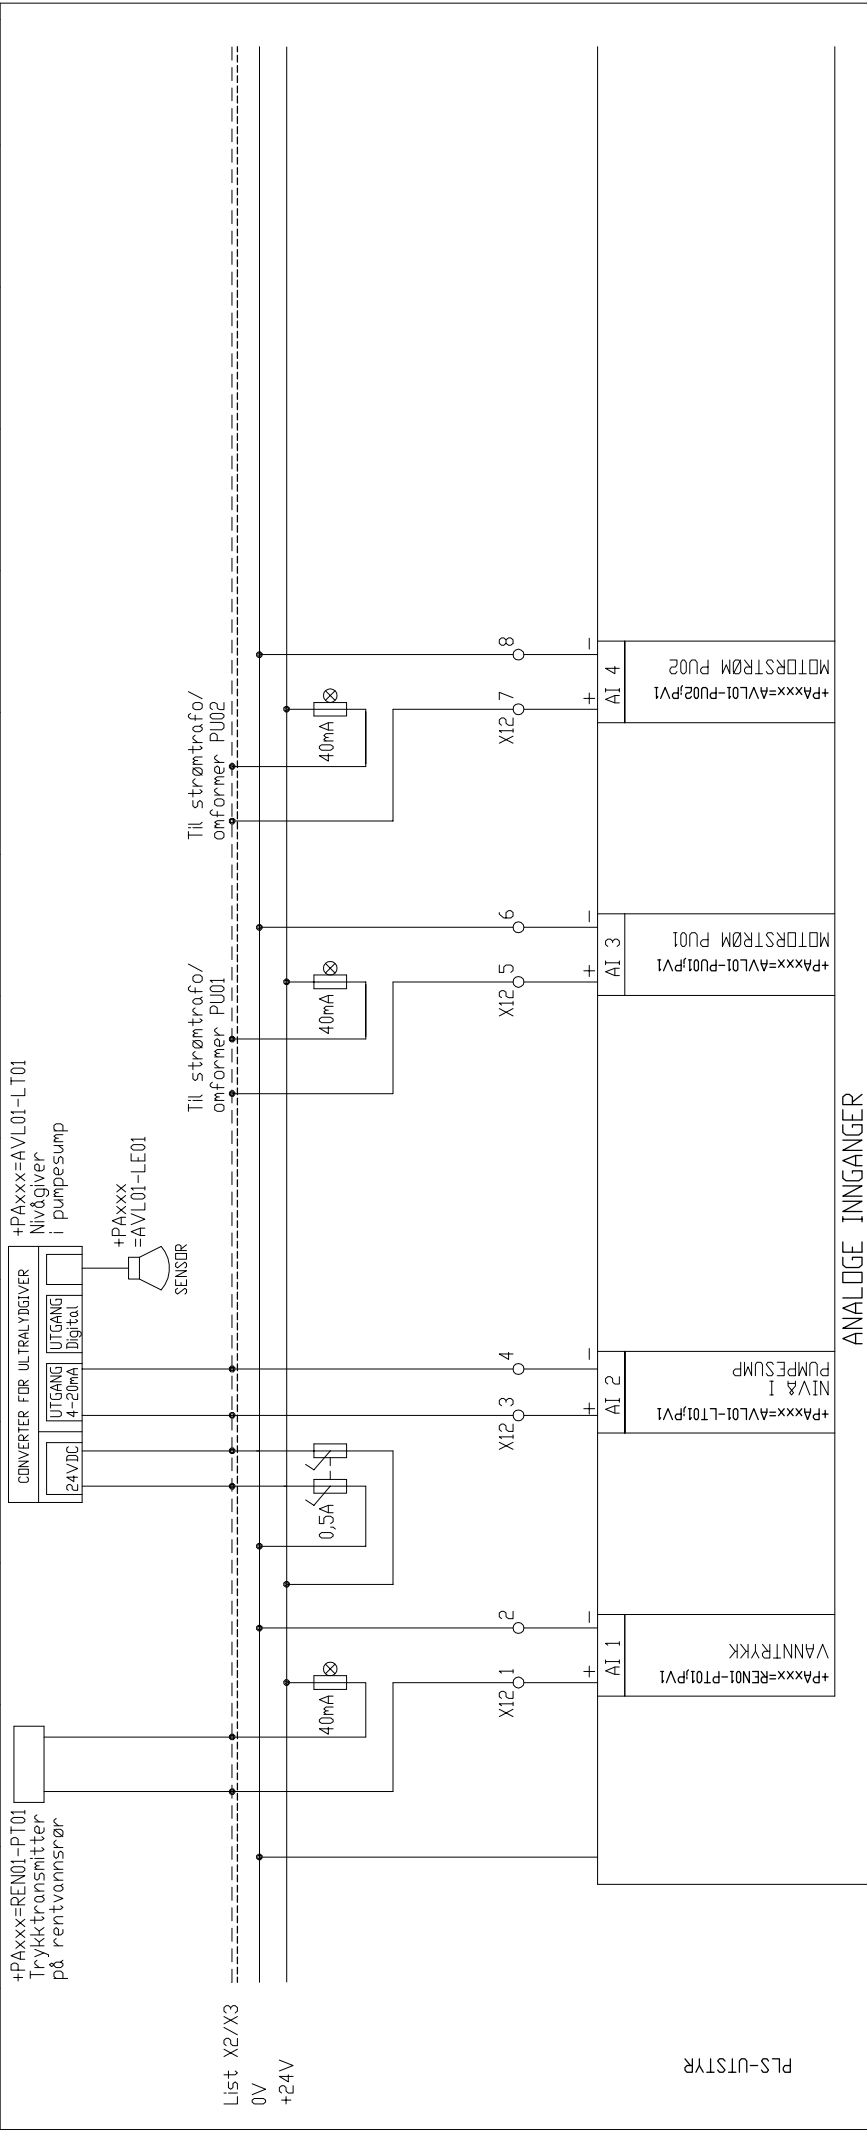 +PAxxx=REN01-PT01
Trykktransmitter
på rentvannsrør
CONVERTER FOR ULTRALYDGIVER
24VDC
UTGANG
4-20mA
UTGANG
Digital
+PAxxx=AVL01-LT01
Nivågiver
i pumpesump
+PAxxx
=AVL01-LE01
SENSOR
Til strømtrafo/
omformer PU01
Til strømtrafo/
omformer PU02
List X2/X3
0V
+24V
40mA
0,5A
40mA
40mA
X12 1 2
X12 3 4
X12 5 6
X12 7 8
+ -
AI 1
+PAxxx=REN01-PT01;PV1
VANNTRYKK
+ -
AI 2
+PAxxx=AVL01-LT01;PV1
NIVÅ I
PUMPESUMP
+ -
AI 3
+PAxxx=AVL01-PU01;PV1
MOTORSTRØM PU01
+ -
AI 4
+PAxxx=AVL01-PU02;PV1
MOTORSTRØM PU02
PLS-UTSTYR
ANALOGE INNGANGER